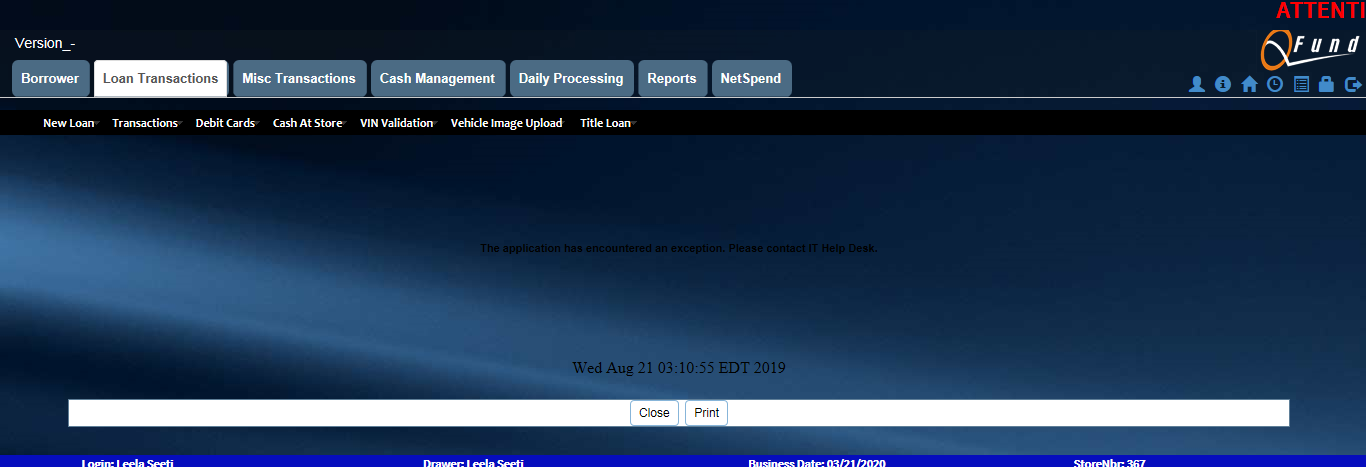 ATTENTI
Version_-
QFund
Borrower Loan Transactions Misc Transactions Cash Management Daily Processing Reports NetSpend
New Loan Transactions Debit Cards Cash At Store VIN Validation Vehicle Image Upload Title Loan
The application has encountered an exception. Please contact IT Help Desk.
Wed Aug 21 03:10:55 EDT 2019
Close Print
Login: Leela Seeti Drawer: Leela Seeti Business Date: 03/21/2020 StoreNbr: 367